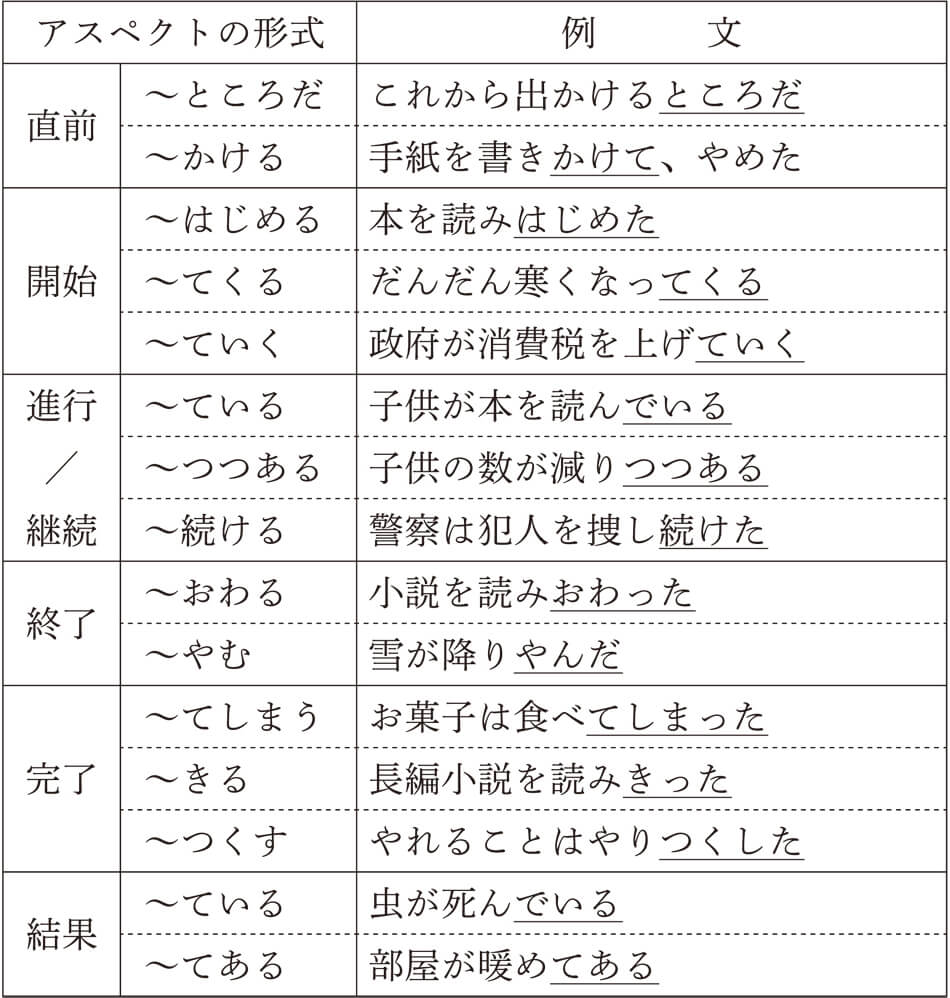 アスペクトの形式 例 文
直前 〜ところだ これから出かけるところだ
〜かける 手紙を書きかけて、やめた
開始 〜はじめる 本を読みはじめた
〜てくる だんだん寒くなってくる
〜ていく 政府が消費税を上げていく
進行 〜ている 子供が本を読んでいる
／ 〜つつある 子供の数が減りつつある
継続 〜続ける 警察は犯人を捜し続けた
終了 〜おわる 小説を読みおわった
〜やむ 雪が降りやんだ
完了 〜てしまう お菓子は食べてしまった
〜きる 長編小説を読みきった
〜つくす やれることはやりつくした
結果 〜ている 虫が死んでいる
〜てある 部屋が暖めてある